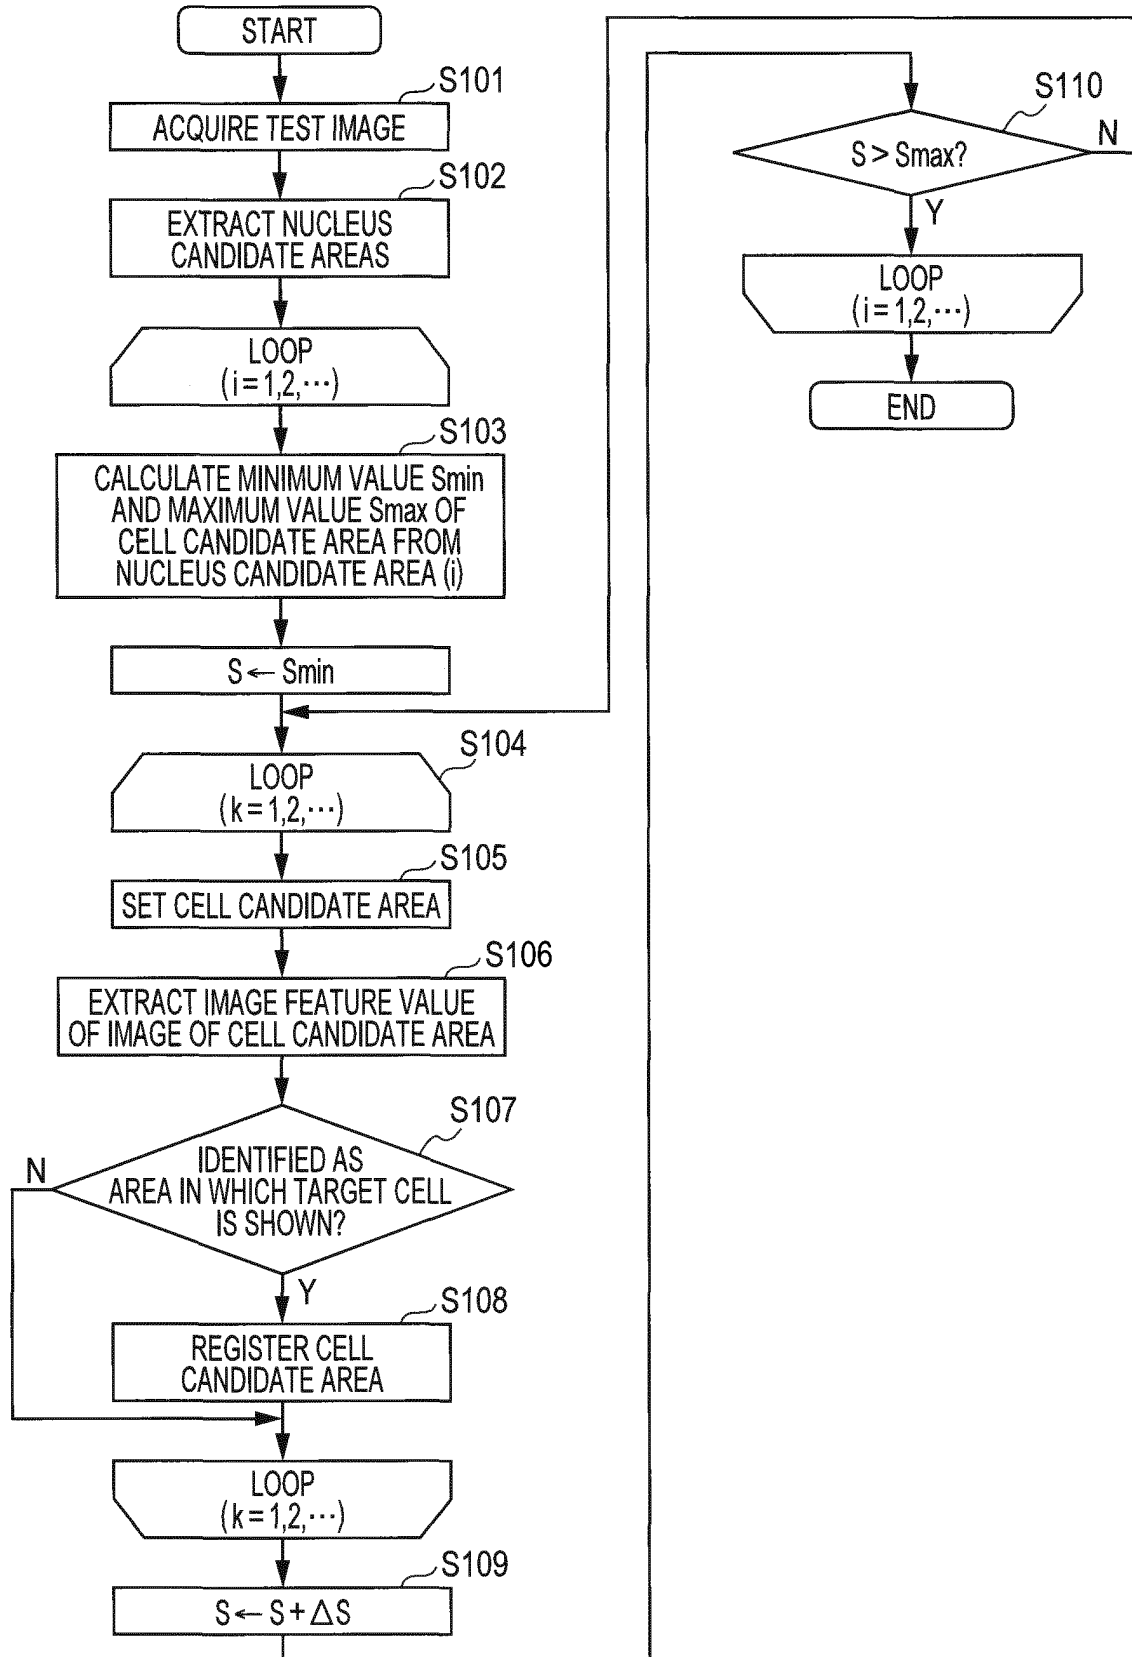 START
S101
ACQUIRE TEST IMAGE
S102
EXTRACT NUCLEUS
CANDIDATE AREAS
LOOP
(i=1,2,···)
S103
CALCULATE MINIMUM VALUE Smin
AND MAXIMUM VALUE Smax OF
CELL CANDIDATE AREA FROM
NUCLEUS CANDIDATE AREA (i)
S ← Smin
S104
LOOP
(k=1,2,···)
S105
SET CELL CANDIDATE AREA
S106
EXTRACT IMAGE FEATURE VALUE
OF IMAGE OF CELL CANDIDATE AREA
S107
N
IDENTIFIED AS
AREA IN WHICH TARGET CELL
IS SHOWN?
Y
S108
REGISTER CELL
CANDIDATE AREA
LOOP
(k=1,2,···)
S109
S ← S + ΔS
S110
S > Smax?
N
Y
LOOP
(i=1,2,···)
END